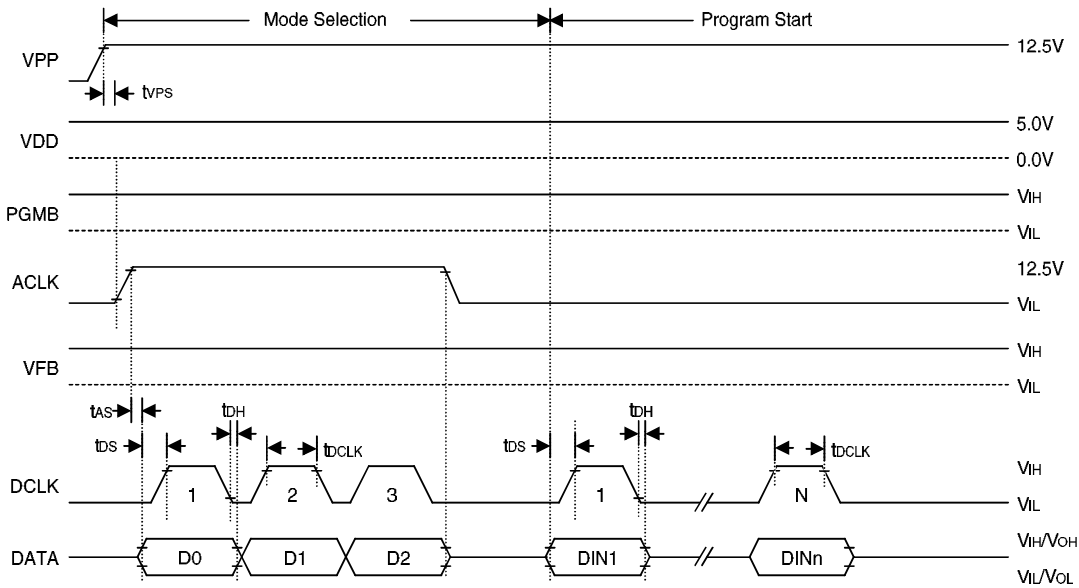 Mode Selection Program Start
VPP 12.5V
tVPS
VDD 5.0V
0.0V
PGMB VIH
VIL
ACLK 12.5V
VIL
VFB VIH
VIL
tAS tDH tDH
tDS tDCLK tDS tDCLK
DCLK 1 2 3 1 N VIH
VIL
DATA D0 D1 D2 DIN1 DINn VIH/VOH
VIL/VOL